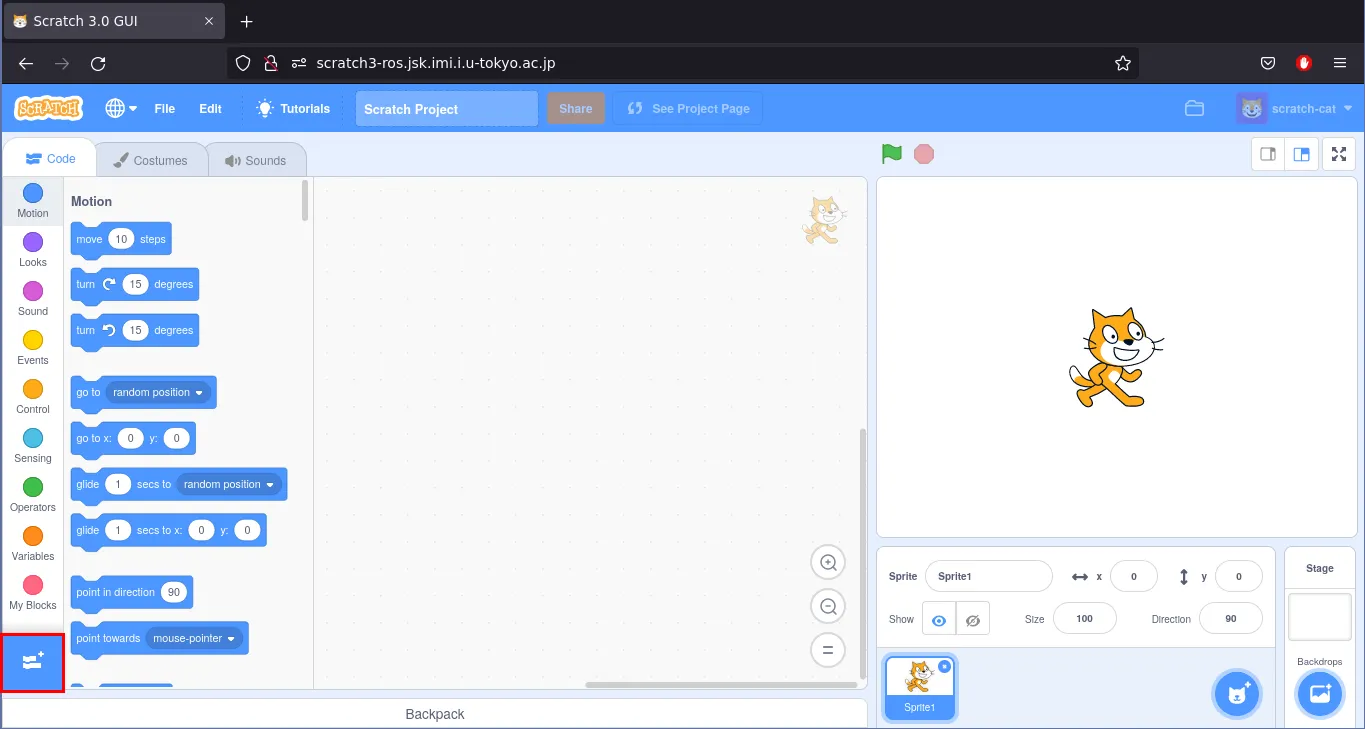 Scratch 3.0 GUI
scratch3-ros.jsk.imi.i.u-tokyo.ac.jp
SCRATCH File Edit Tutorials Scratch Project Share See Project Page scratch-cat
Code Costumes Sounds
Motion
Looks
Sound
Events
Control
Sensing
Operators
Variables
My Blocks
Motion
move 10 steps
turn 15 degrees
turn 15 degrees
go to random position
go to x: 0 y: 0
glide 1 secs to random position
glide 1 secs to x: 0 y: 0
point in direction 90
point towards mouse-pointer
Backpack
Sprite Sprite1 x 0 y 0
Show Size 100 Direction 90
Sprite1
Stage
Backdrops